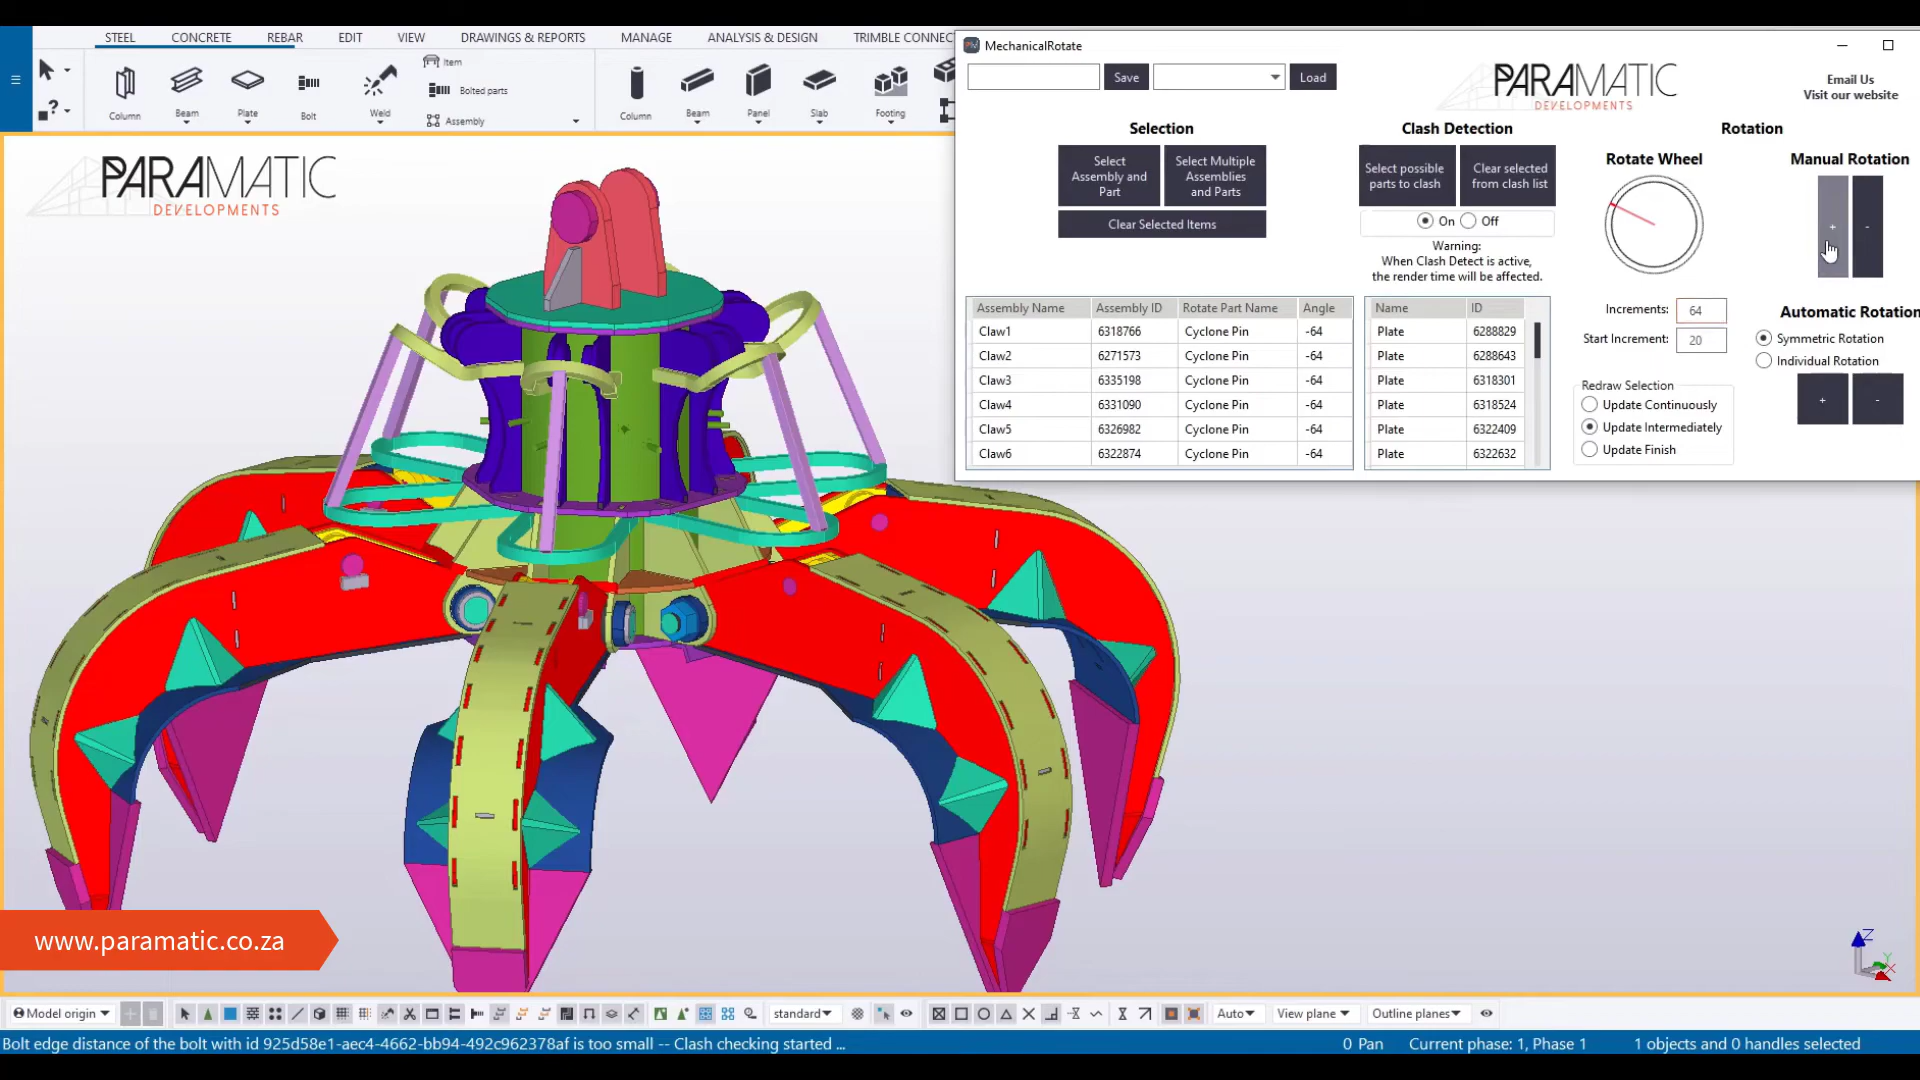 STEEL CONCRETE REBAR EDIT VIEW DRAWINGS & REPORTS MANAGE ANALYSIS & DESIGN TRIMBLE CONNEC
Column Beam Plate Bolt Weld
Item
Bolted parts
Assembly
Column Beam Panel Slab Footing
MechanicalRotate
Save Load
PARAMATIC
DEVELOPMENTS
Email Us
Visit our website
Selection
Select
Assembly and
Part
Select Multiple
Assemblies
and Parts
Clear Selected Items
Clash Detection
Select possible
parts to clash
Clear selected
from clash list
On Off
Warning:
When Clash Detect is active,
the render time will be affected.
Rotation
Rotate Wheel
Manual Rotation
+ -
Increments: 64
Start Increment: 20
Automatic Rotation
Symmetric Rotation
Individual Rotation
+ -
Redraw Selection
Update Continuously
Update Intermediately
Update Finish
Assembly Name Assembly ID Rotate Part Name Angle
Claw1 6318766 Cyclone Pin -64
Claw2 6271573 Cyclone Pin -64
Claw3 6335198 Cyclone Pin -64
Claw4 6331090 Cyclone Pin -64
Claw5 6326982 Cyclone Pin -64
Claw6 6322874 Cyclone Pin -64
Name ID
Plate 6288829
Plate 6288643
Plate 6318301
Plate 6318524
Plate 6322409
Plate 6322632
PARAMATIC
DEVELOPMENTS
www.paramatic.co.za
Z
Y
X
Model origin standard Auto View plane Outline planes
Bolt edge distance of the bolt with id 925d58e1-aec4-4662-bb94-492c962378af is too small -- Clash checking started ...
0 Pan Current phase: 1, Phase 1 1 objects and 0 handles selected